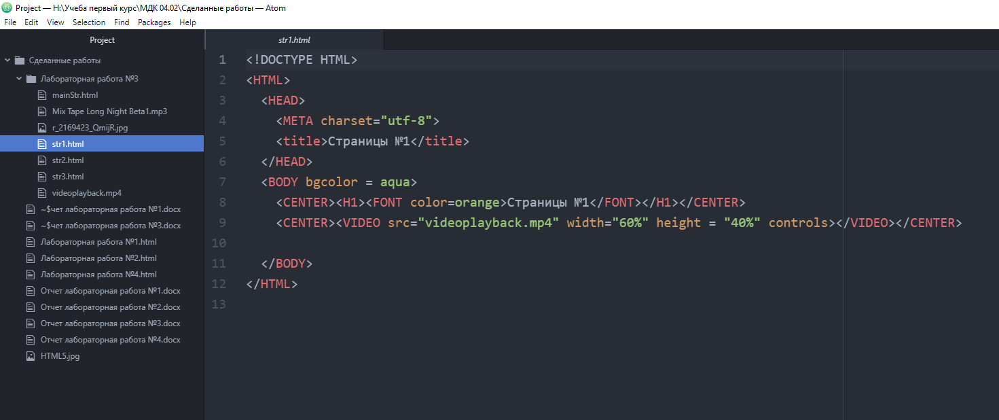 Project — H:\Учеба первый курс\МДК 04.02\Сделанные работы — Atom
File Edit View Selection Find Packages Help
Project
Сделанные работы
Лабораторная работа №3
mainStr.html
Mix Tape Long Night Beta1.mp3
r_2169423_QmijR.jpg
str1.html
str2.html
str3.html
videoplayback.mp4
~$чет лабораторная работа №1.docx
~$чет лабораторная работа №3.docx
Лабораторная работа №1.html
Лабораторная работа №2.html
Лабораторная работа №4.html
Отчет лабораторная работа №1.docx
Отчет лабораторная работа №2.docx
Отчет лабораторная работа №3.docx
Отчет лабораторная работа №4.docx
HTML5.jpg
str1.html
1 <!DOCTYPE HTML>
2 <HTML>
3 <HEAD>
4 <META charset="utf-8">
5 <title>Страницы №1</title>
6 </HEAD>
7 <BODY bgcolor = aqua>
8 <CENTER><H1><FONT color=orange>Страницы №1</FONT></H1></CENTER>
9 <CENTER><VIDEO src="videoplayback.mp4" width="60%" height = "40%" controls></VIDEO></CENTER>
10
11 </BODY>
12 </HTML>
13